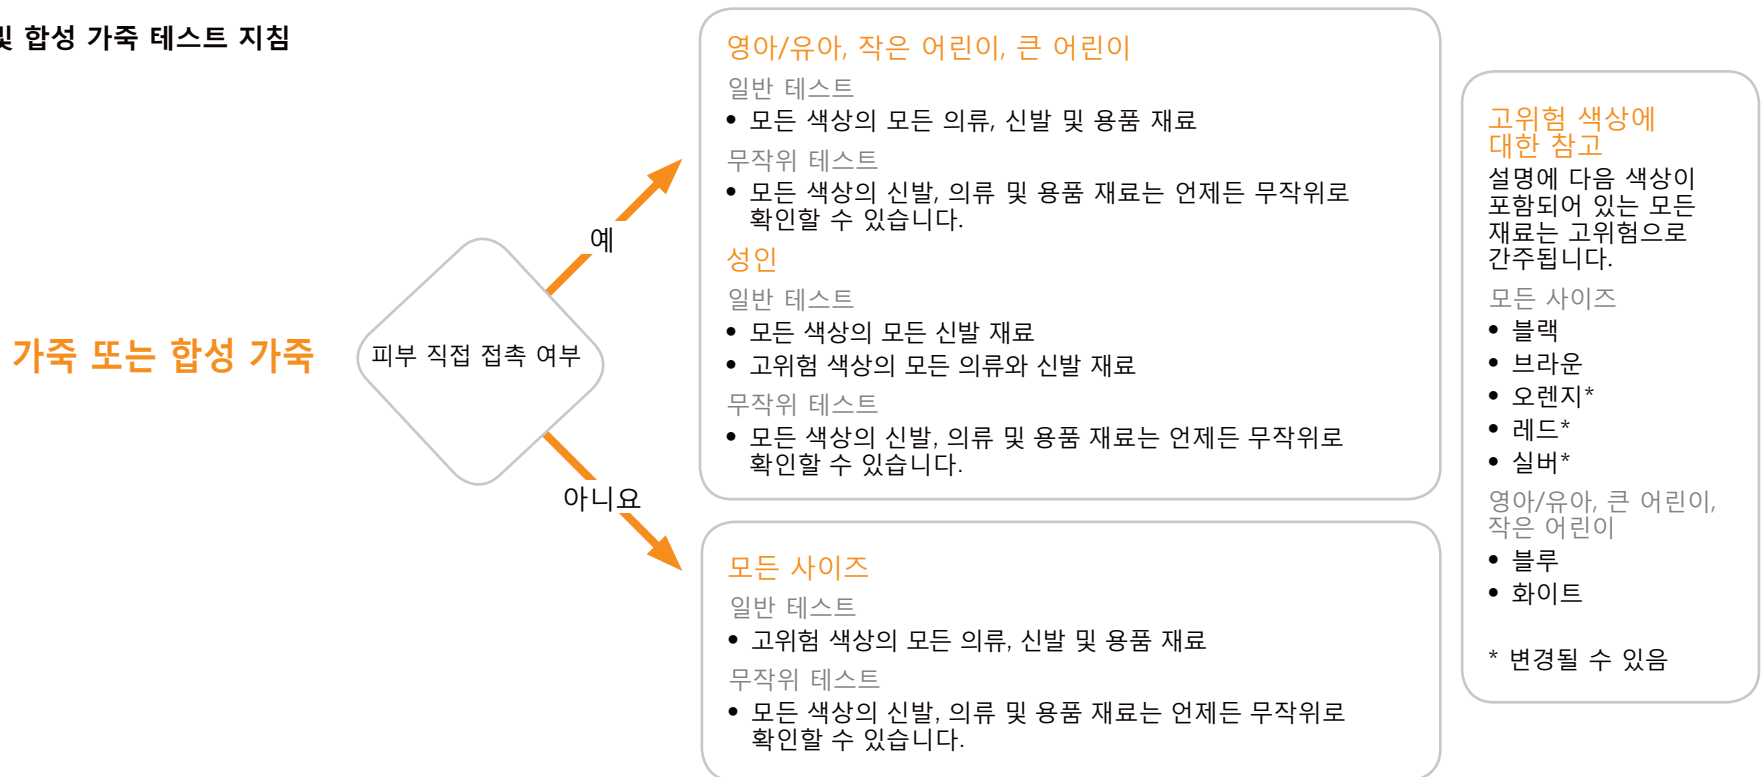 및 합성 가죽 테스트 지침
가죽 또는 합성 가죽
피부 직접 접촉 여부
예
아니요
영아/유아, 작은 어린이, 큰 어린이
일반 테스트
• 모든 색상의 모든 의류, 신발 및 용품 재료
무작위 테스트
• 모든 색상의 신발, 의류 및 용품 재료는 언제든 무작위로
확인할 수 있습니다.
성인
일반 테스트
• 모든 색상의 모든 신발 재료
• 고위험 색상의 모든 의류와 신발 재료
무작위 테스트
• 모든 색상의 신발, 의류 및 용품 재료는 언제든 무작위로
확인할 수 있습니다.
모든 사이즈
일반 테스트
• 고위험 색상의 모든 의류, 신발 및 용품 재료
무작위 테스트
• 모든 색상의 신발, 의류 및 용품 재료는 언제든 무작위로
확인할 수 있습니다.
고위험 색상에
대한 참고
설명에 다음 색상이
포함되어 있는 모든
재료는 고위험으로
간주됩니다.
모든 사이즈
• 블랙
• 브라운
• 오렌지*
• 레드*
• 실버*
영아/유아, 큰 어린이,
작은 어린이
• 블루
• 화이트
* 변경될 수 있음